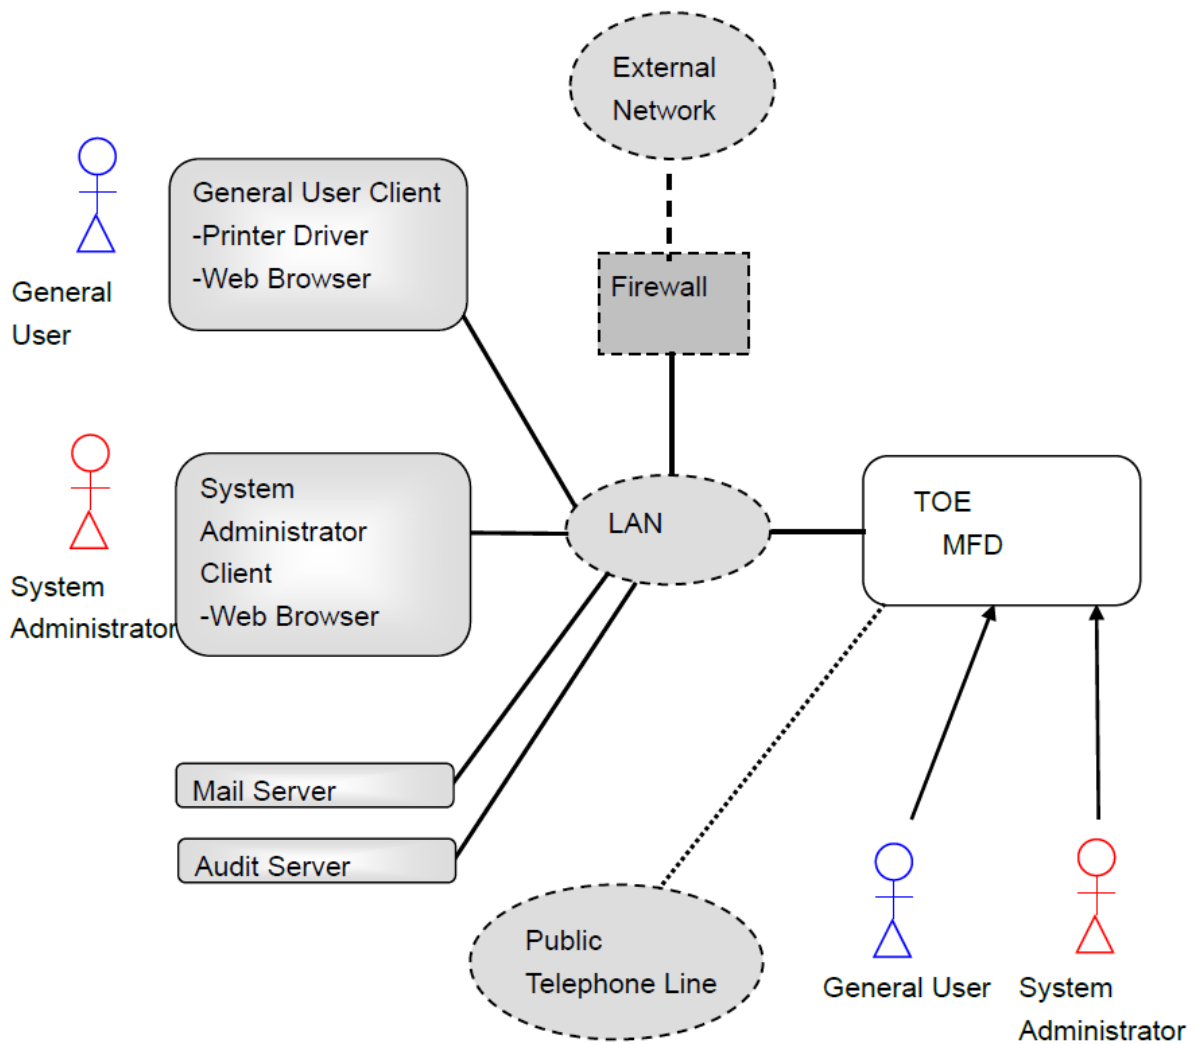 External
Network
General User Client
-Printer Driver
-Web Browser
General
User
Firewall
System
Administrator
Client
-Web Browser
System
Administrator
LAN
TOE
MFD
Mail Server
Audit Server
Public
Telephone Line
General User
System
Administrator